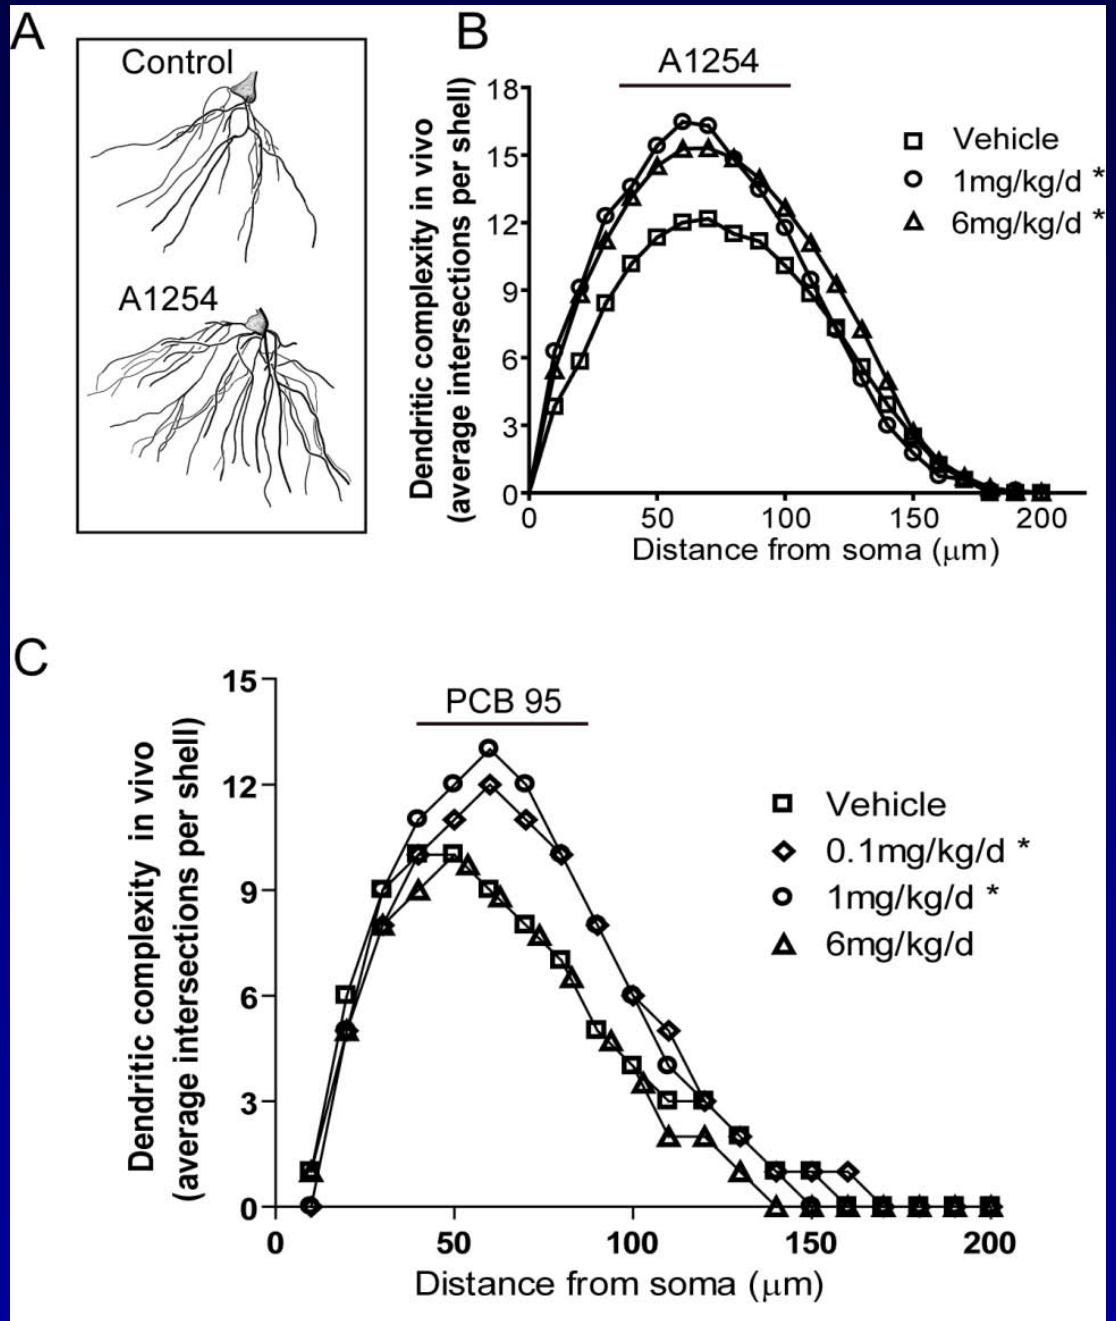 A
Control
A1254
B
A1254
Dendritic complexity in vivo
(average intersections per shell)
18
15
12
9
6
3
0
0 50 100 150 200
Distance from soma (μm)
Vehicle
1mg/kg/d *
6mg/kg/d *
C
PCB 95
Dendritic complexity in vivo
(average intersections per shell)
15
12
9
6
3
0
0 50 100 150 200
Distance from soma (μm)
Vehicle
0.1mg/kg/d *
1mg/kg/d *
6mg/kg/d